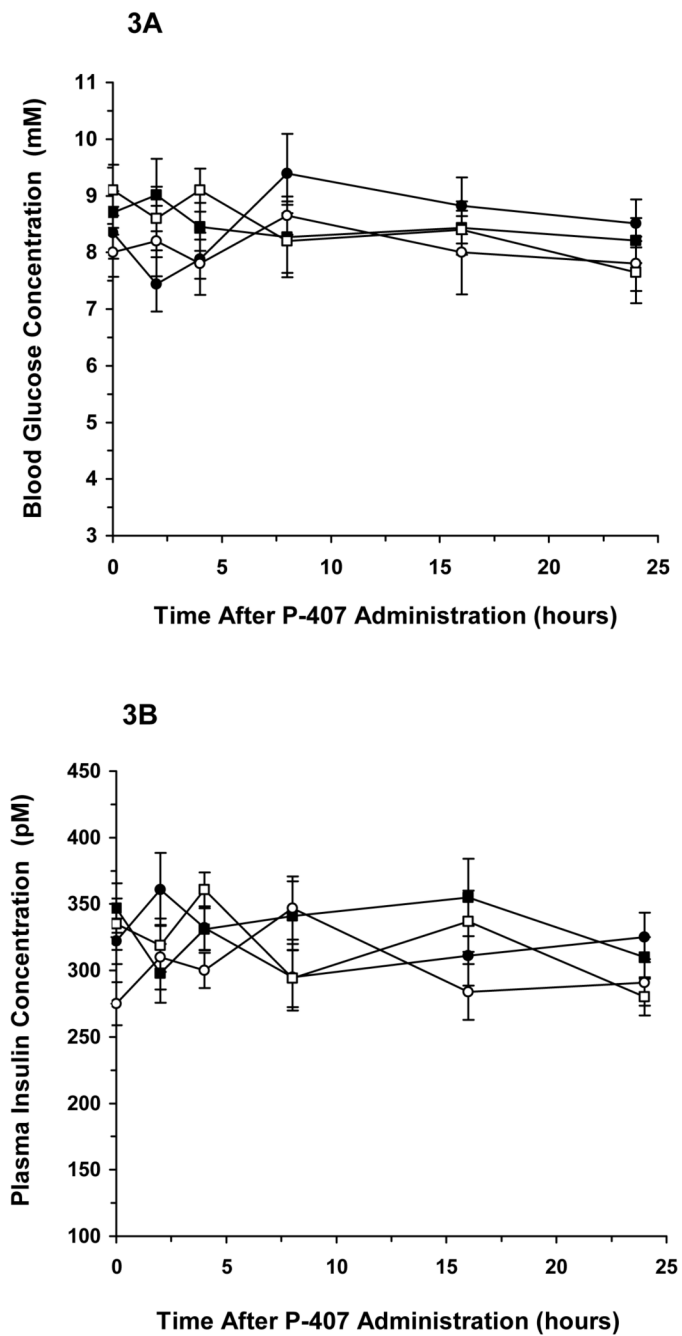 3A
Blood Glucose Concentration (mM)
11
10
9
8
7
6
5
4
3
0 5 10 15 20 25
Time After P-407 Administration (hours)
3B
Plasma Insulin Concentration (pM)
450
400
350
300
250
200
150
100
0 5 10 15 20 25
Time After P-407 Administration (hours)